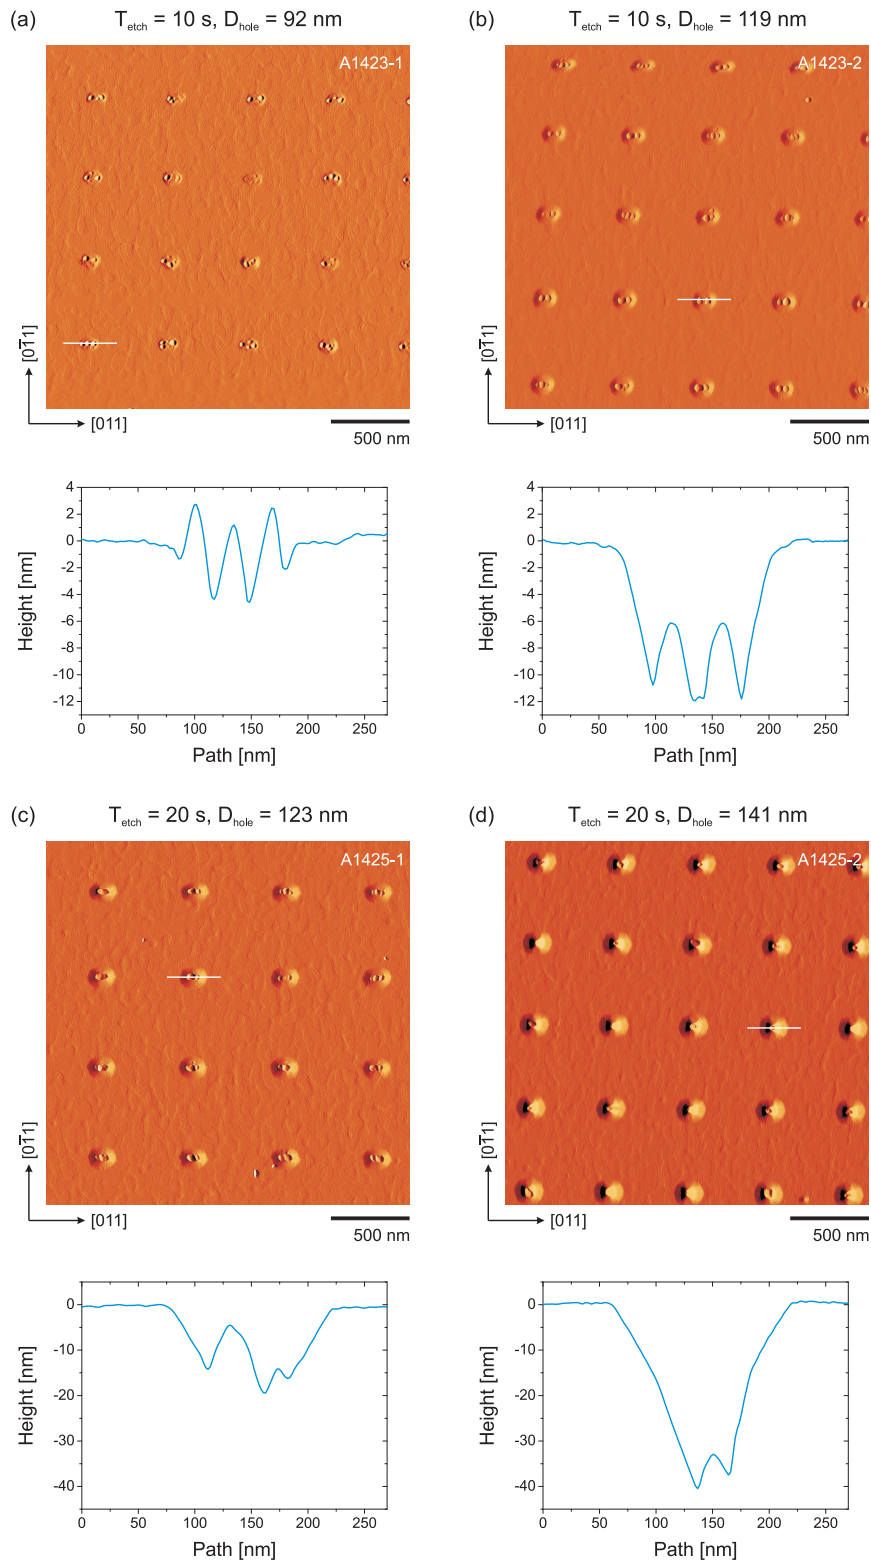 (a) T_etch = 10 s, D_hole = 92 nm
A1423-1
[01̅1]
[011]
500 nm
4
2
0
-2
-4
-6
-8
-10
-12
Height [nm]
0 50 100 150 200 250
Path [nm]
(b) T_etch = 10 s, D_hole = 119 nm
A1423-2
[01̅1]
[011]
500 nm
4
2
0
-2
-4
-6
-8
-10
-12
Height [nm]
0 50 100 150 200 250
Path [nm]
(c) T_etch = 20 s, D_hole = 123 nm
A1425-1
[01̅1]
[011]
500 nm
0
-10
-20
-30
-40
Height [nm]
0 50 100 150 200 250
Path [nm]
(d) T_etch = 20 s, D_hole = 141 nm
A1425-2
[01̅1]
[011]
500 nm
0
-10
-20
-30
-40
Height [nm]
0 50 100 150 200 250
Path [nm]